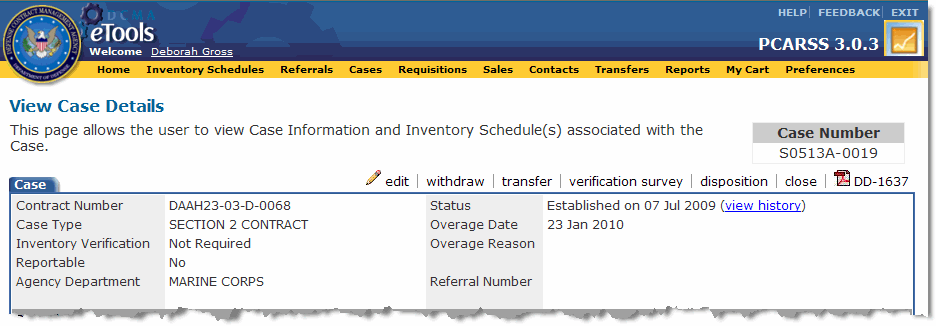 HELP | FEEDBACK | EXIT
DCMA
eTools
Welcome Deborah Gross
PCARSS 3.0.3
Home Inventory Schedules Referrals Cases Requisitions Sales Contacts Transfers Reports My Cart Preferences
View Case Details
This page allows the user to view Case Information and Inventory Schedule(s) associated with the
Case.
Case Number
S0513A-0019
Case
edit | withdraw | transfer | verification survey | disposition | close | DD-1637
Contract Number DAAH23-03-D-0068 Status Established on 07 Jul 2009 (view history)
Case Type SECTION 2 CONTRACT Overage Date 23 Jan 2010
Inventory Verification Not Required Overage Reason
Reportable No
Agency Department MARINE CORPS Referral Number